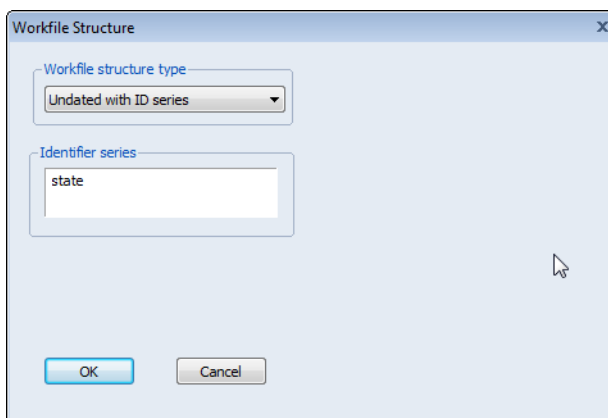 Workfile Structure
Workfile structure type
Undated with ID series
Identifier series
state
OK
Cancel